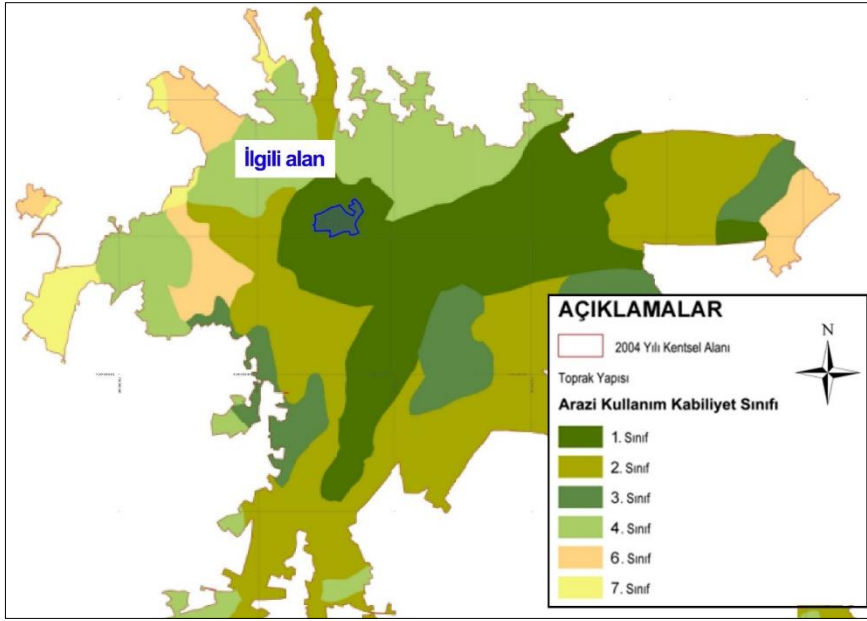 İlgili alan
AÇIKLAMALAR
2004 Yılı Kentsel Alanı
N
Toprak Yapısı
Arazi Kullanım Kabiliyet Sınıfı
1. Sınıf
2. Sınıf
3. Sınıf
4. Sınıf
6. Sınıf
7. Sınıf